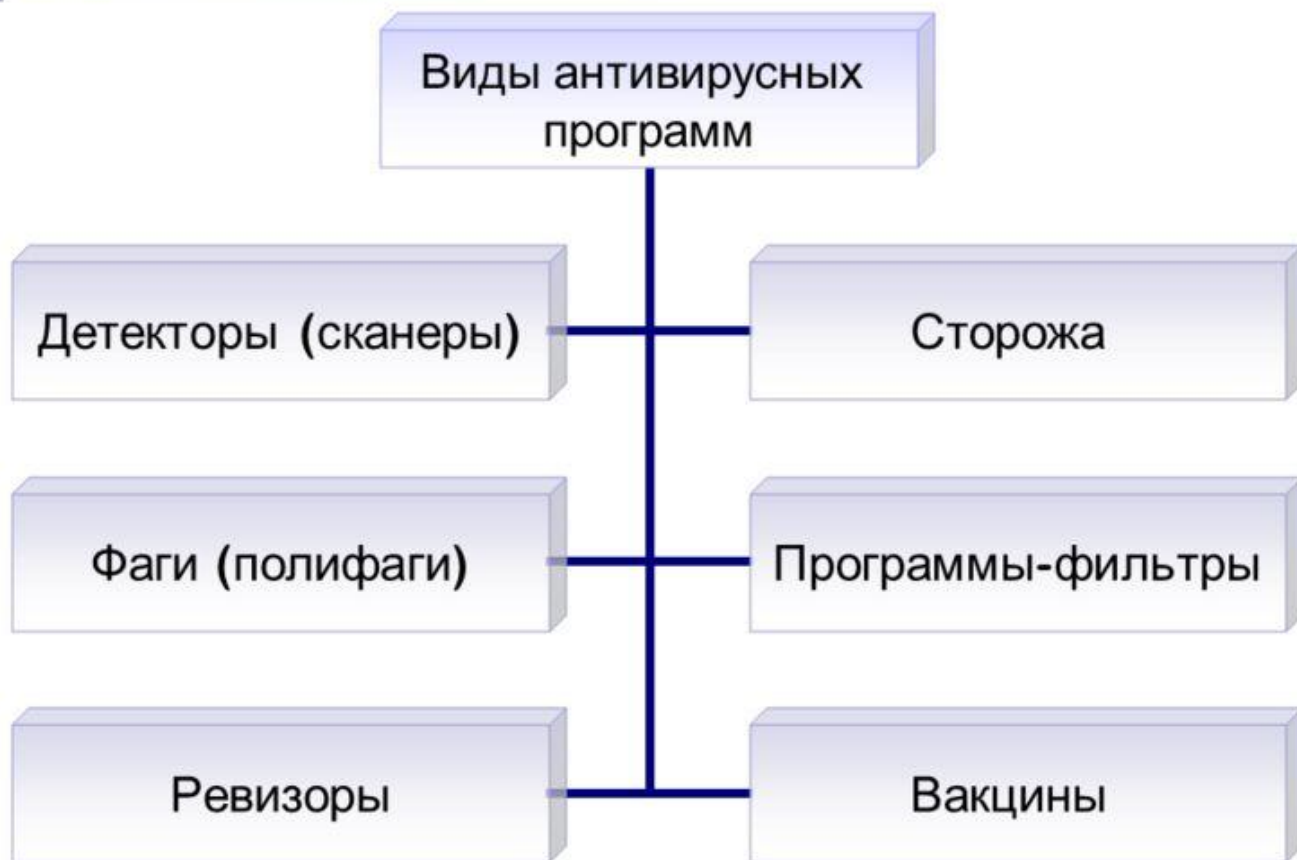 Виды антивирусных
программ
Детекторы (сканеры)
Сторожа
Фаги (полифаги)
Программы-фильтры
Ревизоры
Вакцины